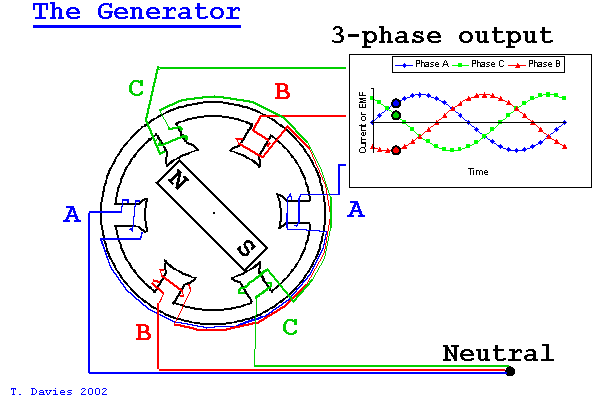 The Generator
3-phase output
Phase A Phase C Phase B
Current or EMF
Time
C
B
N
A
A
S
B
C
Neutral
T. Davies 2002